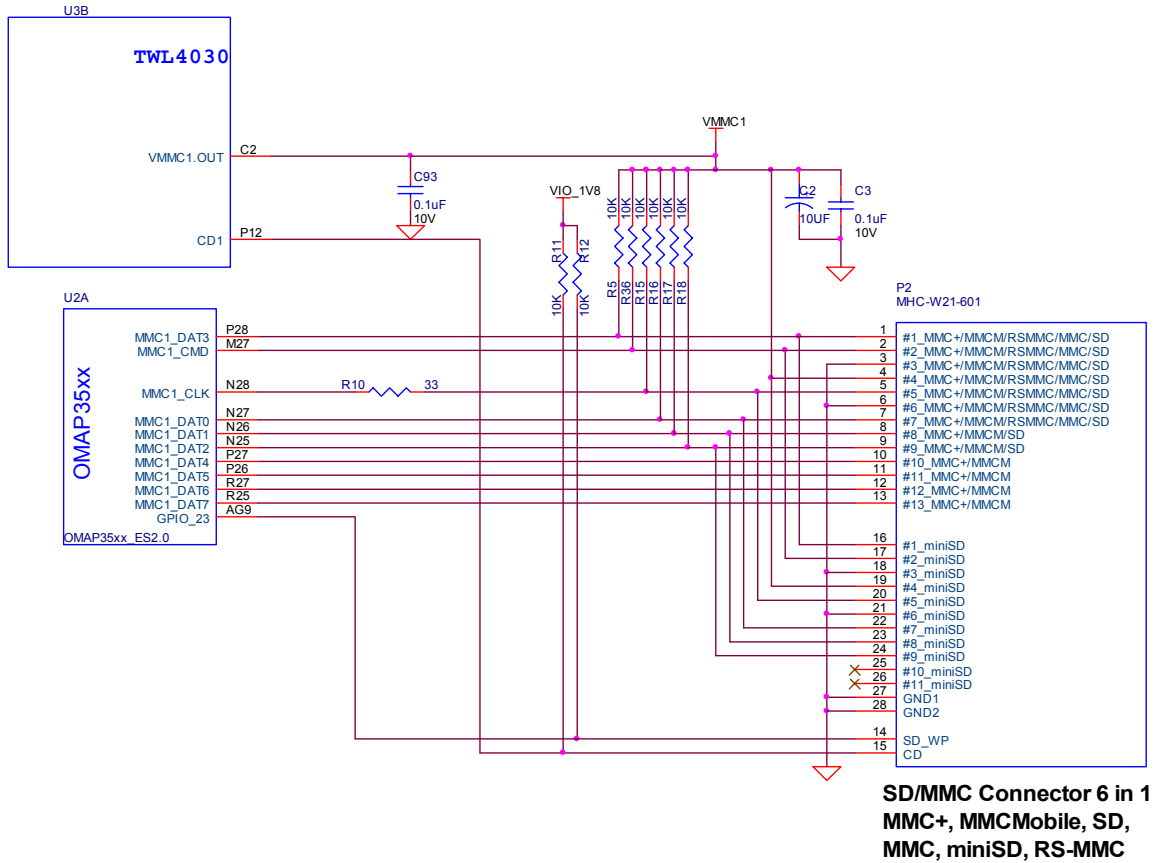 U3B
TWL4030
VMMC1.OUT
C2
CD1
P12
C93
0.1uF
10V
VMMC1
VIO_1V8
R11
10K
R12
10K
10K
10K
10K
10K
10K
10K
R5
R36
R15
R16
R17
R18
C2
10UF
C3
0.1uF
10V
U2A
OMAP35xx
OMAP35xx_ES2.0
MMC1_DAT3 P28
MMC1_CMD M27
MMC1_CLK N28
MMC1_DAT0 N27
MMC1_DAT1 N26
MMC1_DAT2 N25
MMC1_DAT4 P27
MMC1_DAT5 P26
MMC1_DAT6 R27
MMC1_DAT7 R25
GPIO_23 AG9
R10 33
P2
MHC-W21-601
1 #1_MMC+/MMCM/RSMMC/MMC/SD
2 #2_MMC+/MMCM/RSMMC/MMC/SD
3 #3_MMC+/MMCM/RSMMC/MMC/SD
4 #4_MMC+/MMCM/RSMMC/MMC/SD
5 #5_MMC+/MMCM/RSMMC/MMC/SD
6 #6_MMC+/MMCM/RSMMC/MMC/SD
7 #7_MMC+/MMCM/RSMMC/MMC/SD
8 #8_MMC+/MMCM/SD
9 #9_MMC+/MMCM/SD
10 #10_MMC+/MMCM
11 #11_MMC+/MMCM
12 #12_MMC+/MMCM
13 #13_MMC+/MMCM
16 #1_miniSD
17 #2_miniSD
18 #3_miniSD
19 #4_miniSD
20 #5_miniSD
21 #6_miniSD
22 #7_miniSD
23 #8_miniSD
24 #9_miniSD
25 #10_miniSD
26 #11_miniSD
27 GND1
28 GND2
14 SD_WP
15 CD
SD/MMC Connector 6 in 1
MMC+, MMCMobile, SD,
MMC, miniSD, RS-MMC